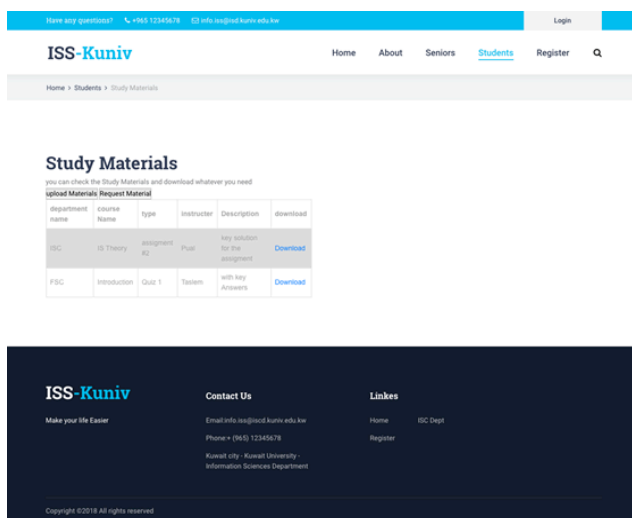 Have any questions? +965 12345678 info.iss@isd.kuniv.edu.kw Login
ISS-Kuniv Home About Seniors Students Register
Home > Students > Study Materials
Study Materials
you can check the Study Materials and download whatever you need
upload Materials Request Material
department name course Name type instructor Description download
ISC IS Theory assigment #2 Pual key solution for the assigment Download
FSC Introduction Quiz 1 Taslem with key Answers Download
ISS-Kuniv Contact Us Linkes
Make your life Easier Email:info.iss@iscd.kuniv.edu.kw Home ISC Dept
Phone:+ (965) 12345678 Register
Kuwait city - Kuwait University -
Information Sciences Department
Copyright ©2018 All rights reserved